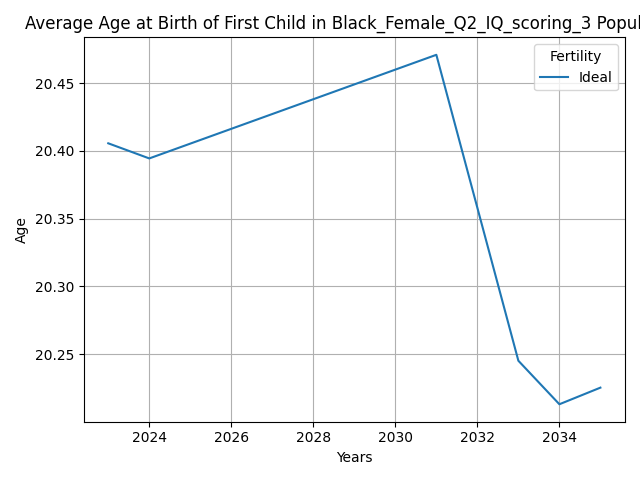 Average Age at Birth of First Child in Black_Female_Q2_IQ_scoring_3 Popul
Fertility
Ideal
20.45
20.40
20.35
20.30
20.25
Age
2024 2026 2028 2030 2032 2034
Years